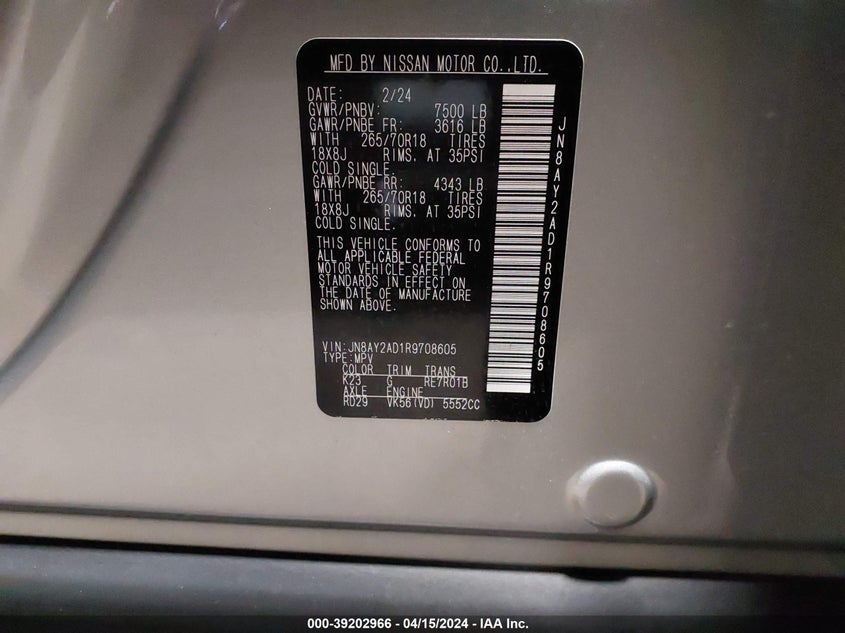 MFD BY NISSAN MOTOR CO.,LTD.
DATE: 2/24
GVWR/PNBV: 7500 LB
GAWR/PNBE FR: 3616 LB
WITH 265/70R18 TIRES
18X8J RIMS. AT 35PSI
COLD SINGLE.
GAWR/PNBE RR: 4343 LB
WITH 265/70R18 TIRES
18X8J RIMS. AT 35PSI
COLD SINGLE.
THIS VEHICLE CONFORMS TO
ALL APPLICABLE FEDERAL
MOTOR VEHICLE SAFETY
STANDARDS IN EFFECT ON
THE DATE OF MANUFACTURE
SHOWN ABOVE.
VIN:JN8AY2AD1R9708605
TYPE:MPV
COLOR TRIM TRANS
K23 G RE7R01B
AXLE ENGINE
RD29 VK56(VD) 5552CC
JN8AY2AD1R9708605
000-39202966 - 04/15/2024 - IAA Inc.